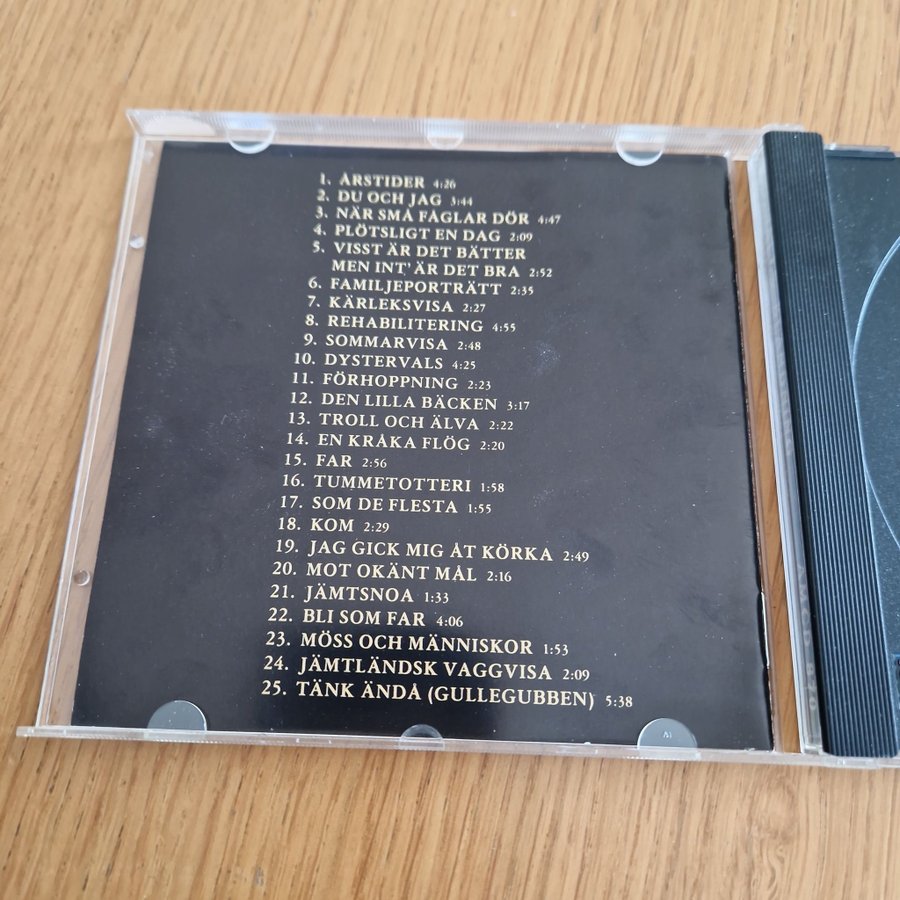 1. ÅRSTIDER 4:26
2. DU OCH JAG 3:44
3. NÄR SMÅ FÅGLAR DÖR 4:47
4. PLÖTSLIGT EN DAG 2:09
5. VISST ÄR DET BÄTTER
MEN INT' ÄR DET BRA 2:52
6. FAMILJEPORTRÄTT 2:35
7. KÄRLEKSVISA 2:27
8. REHABILITERING 4:55
9. SOMMARVISA 2:48
10. DYSTERVALS 4:25
11. FÖRHOPPNING 2:23
12. DEN LILLA BÄCKEN 3:17
13. TROLL OCH ÄLVA 2:22
14. EN KRÅKA FLÖG 2:20
15. FAR 2:56
16. TUMMETOTTERI 1:58
17. SOM DE FLESTA 1:55
18. KOM 2:29
19. JAG GICK MIG ÅT KÖRKA 2:49
20. MOT OKÄNT MÅL 2:16
21. JÄMTSNOA 1:33
22. BLI SOM FAR 4:06
23. MÖSS OCH MÄNNISKOR 1:53
24. JÄMTLÄNDSK VAGGVISA 2:09
25. TÄNK ÄNDÅ (GULLEGUBBEN) 5:38